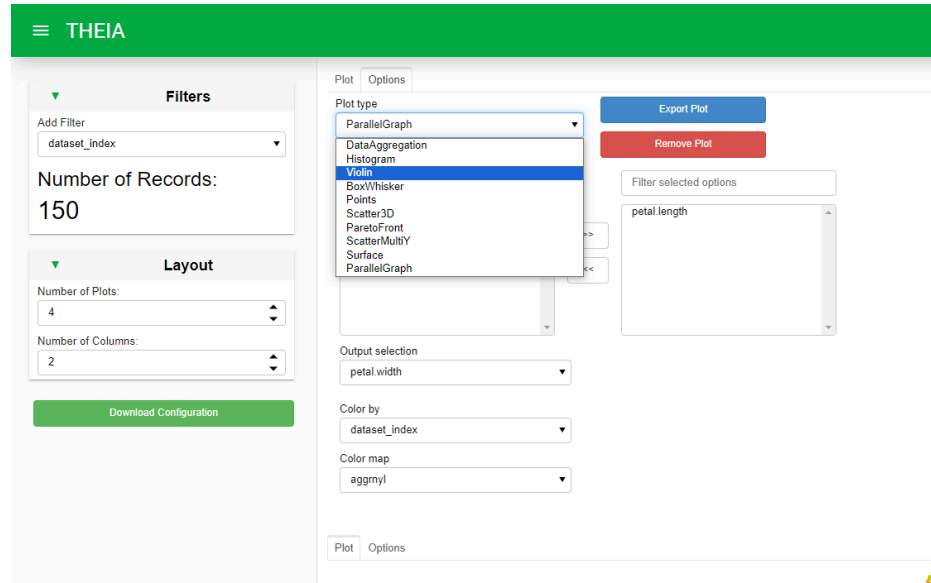 THEIA
Filters
Add Filter
dataset_index
Number of Records:
150
Layout
Number of Plots:
4
Number of Columns:
2
Download Configuration
Plot Options
Plot type
ParallelGraph
DataAggregation
Histogram
Violin
BoxWhisker
Points
Scatter3D
ParetoFront
ScatterMultiY
Surface
ParallelGraph
Export Plot
Remove Plot
Filter selected options
petal.length
>>
<<
Output selection
petal.width
Color by
dataset_index
Color map
aggrnyl
Plot Options